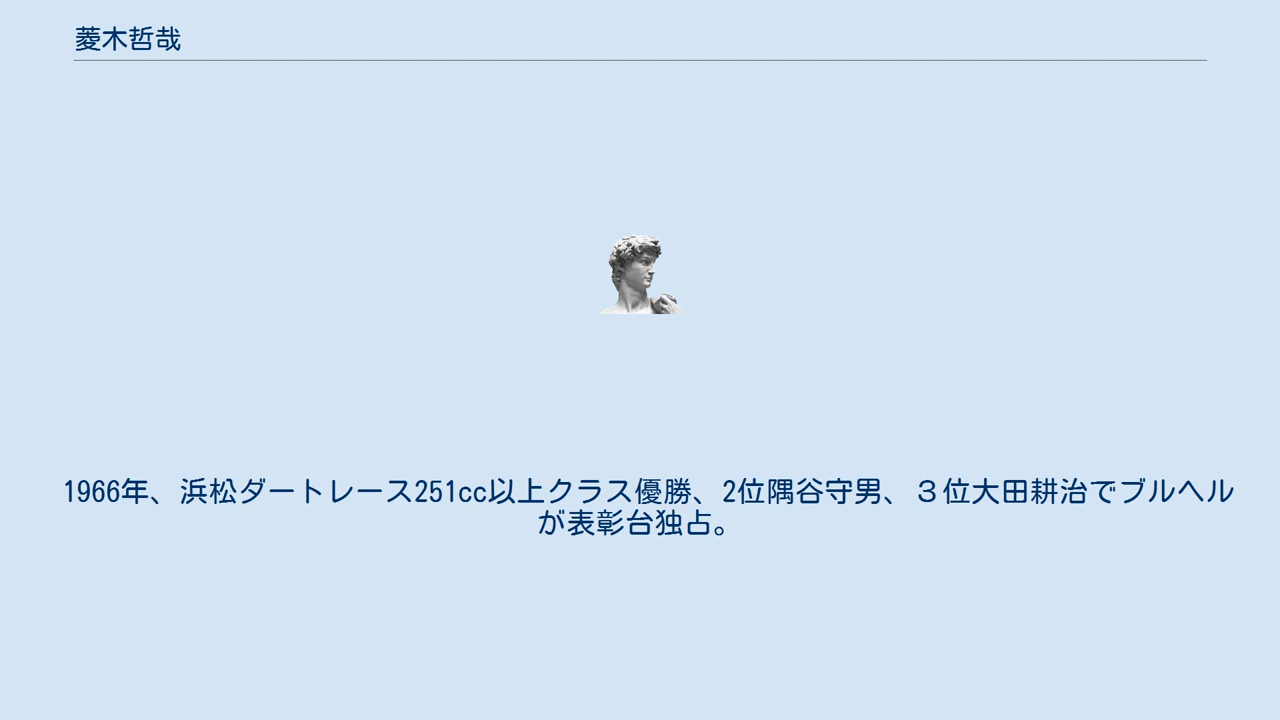 菱木哲哉
1966年、浜松ダートレース251cc以上クラス優勝、2位隅谷守男、３位大田耕治でブルヘル
が表彰台独占。